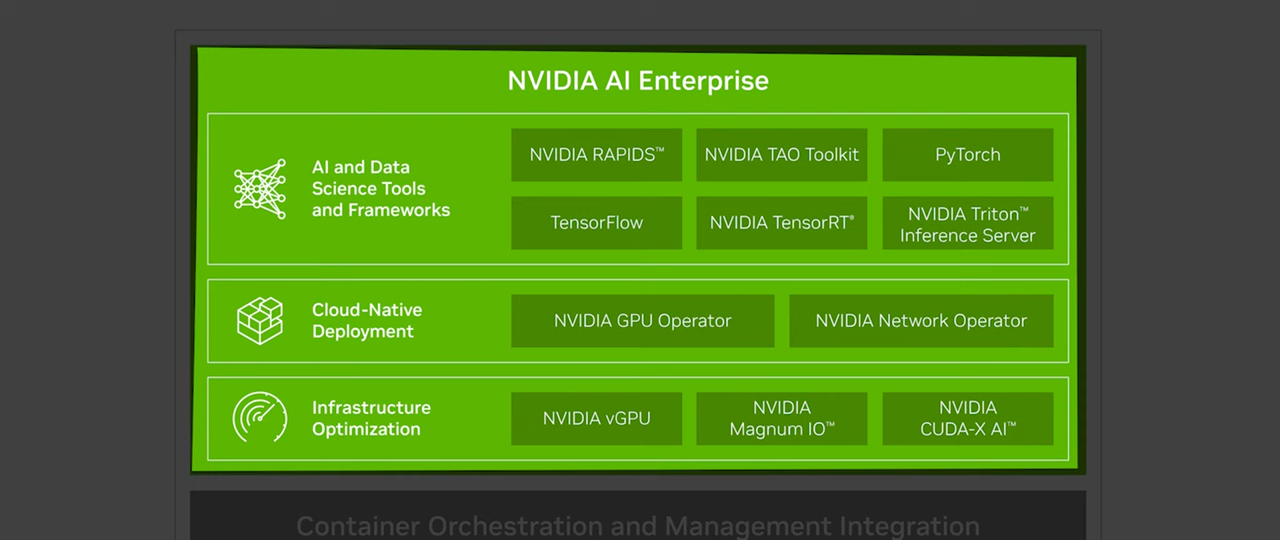 NVIDIA AI Enterprise
AI and Data
Science Tools
and Frameworks
NVIDIA RAPIDS™
NVIDIA TAO Toolkit
PyTorch
TensorFlow
NVIDIA TensorRT®
NVIDIA Triton™
Inference Server
Cloud-Native
Deployment
NVIDIA GPU Operator
NVIDIA Network Operator
Infrastructure
Optimization
NVIDIA vGPU
NVIDIA
Magnum IO™
NVIDIA
CUDA-X AI™
Container Orchestration and Management Integration